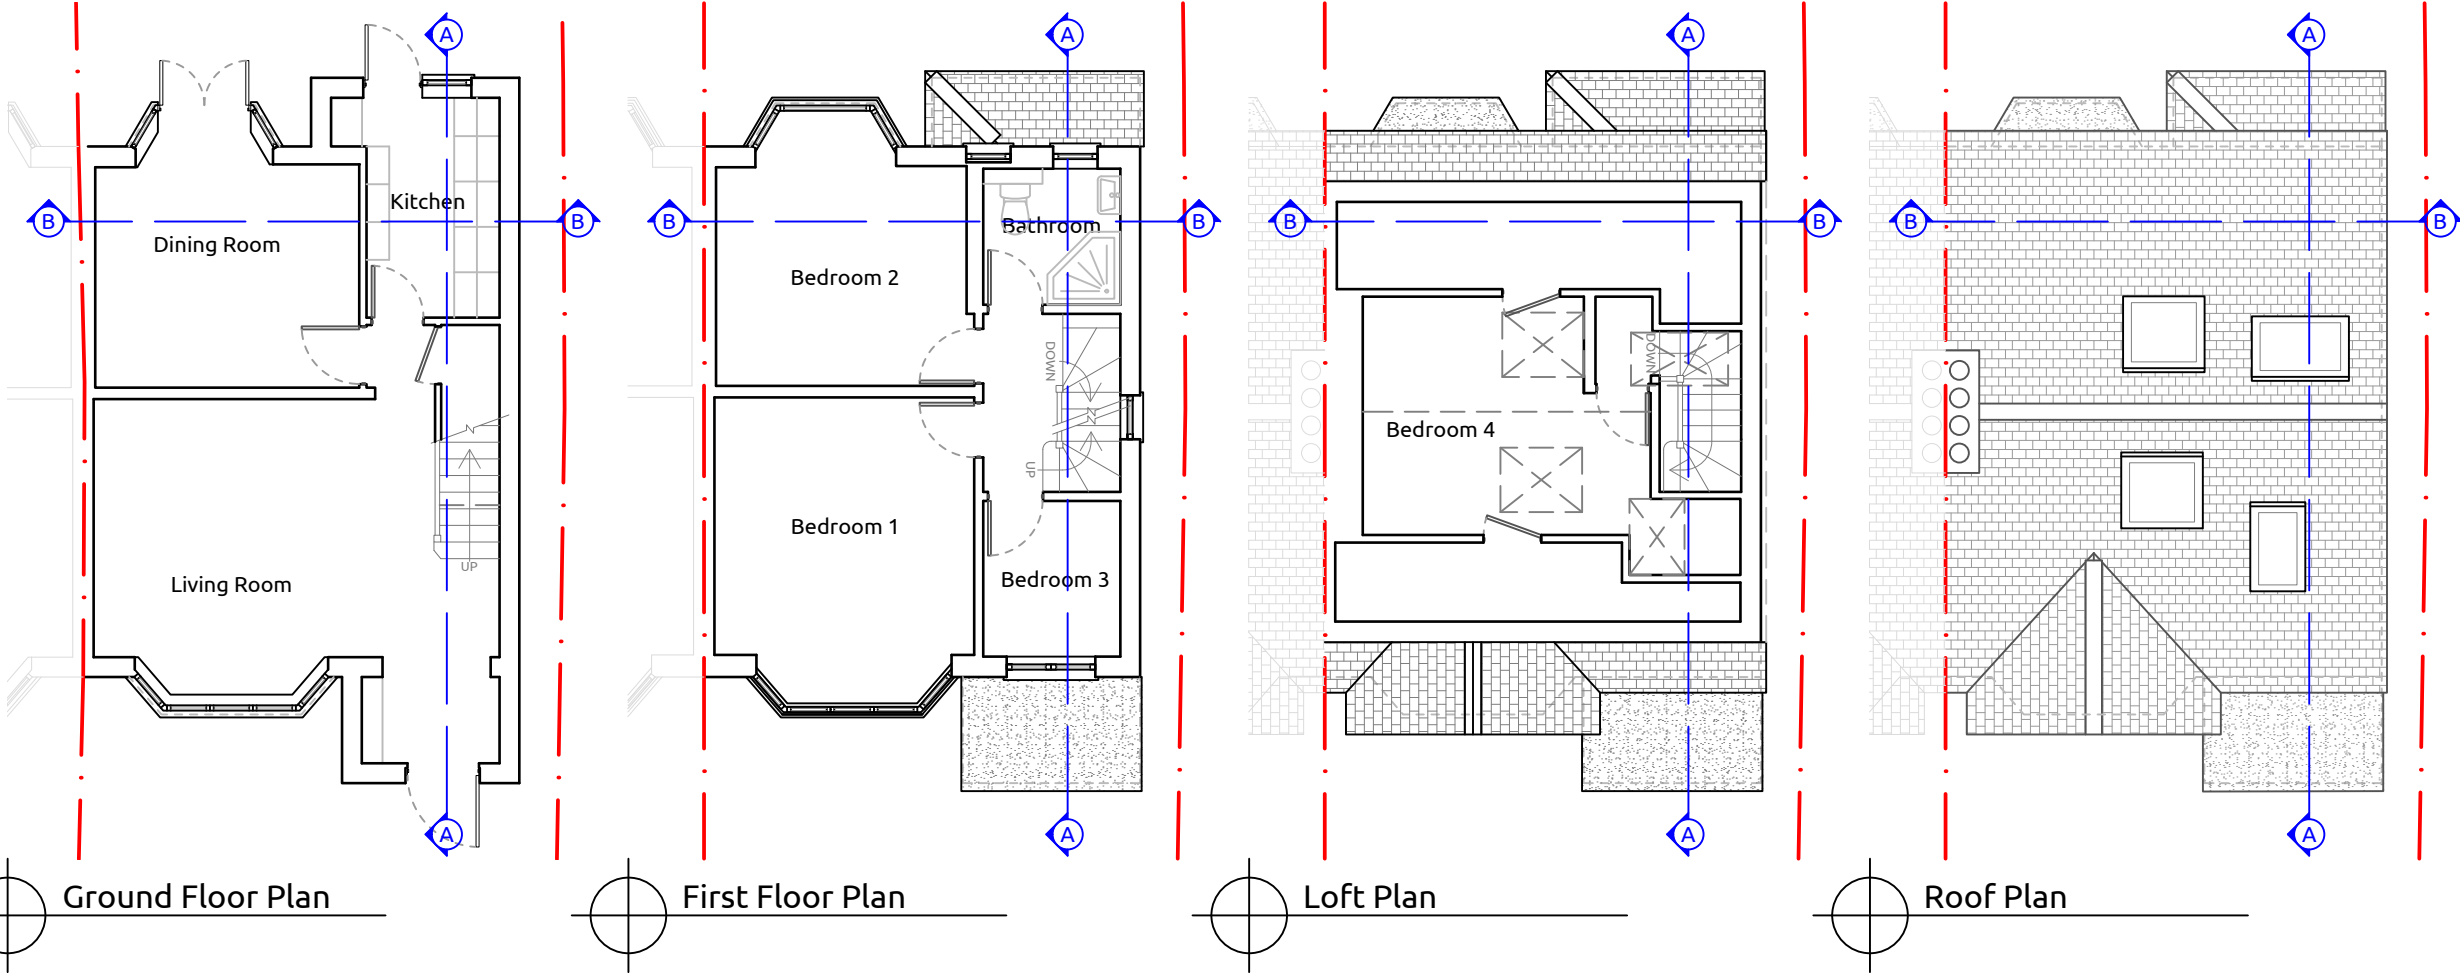 A
A
A
A
Kitchen
B
B
Dining Room
UP
Living Room
A
Ground Floor Plan
B
B
Bathroom
Bedroom 2
DOWN
UP
Bedroom 1
Bedroom 3
A
First Floor Plan
B
B
DOWN
Bedroom 4
A
Loft Plan
B
B
A
Roof Plan